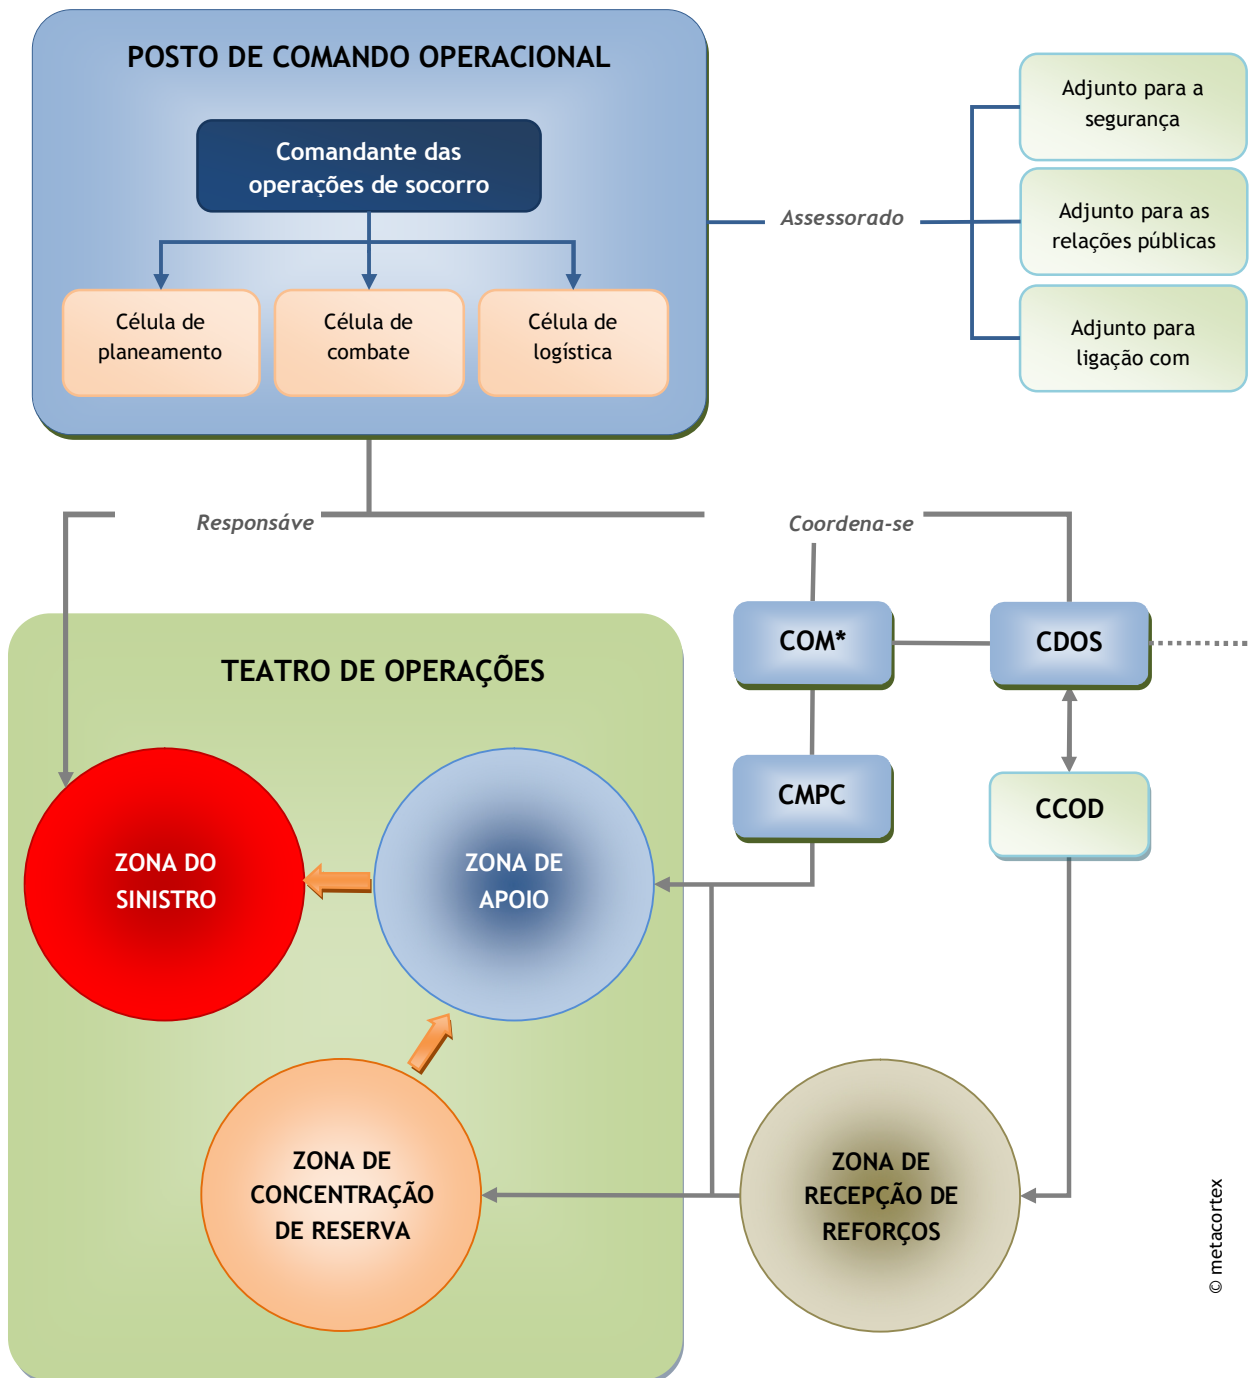 POSTO DE COMANDO OPERACIONAL
Comandante das
operações de socorro
Célula de
planeamento
Célula de
combate
Célula de
logística
Assessorado
Adjunto para a
segurança
Adjunto para as
relações públicas
Adjunto para
ligação com
Responsáve
Coordena-se
COM*
CDOS
CMPC
CCOD
TEATRO DE OPERAÇÕES
ZONA DO
SINISTRO
ZONA DE
APOIO
ZONA DE
CONCENTRAÇÃO
DE RESERVA
ZONA DE
RECEPÇÃO DE
REFORÇOS
© metacortex